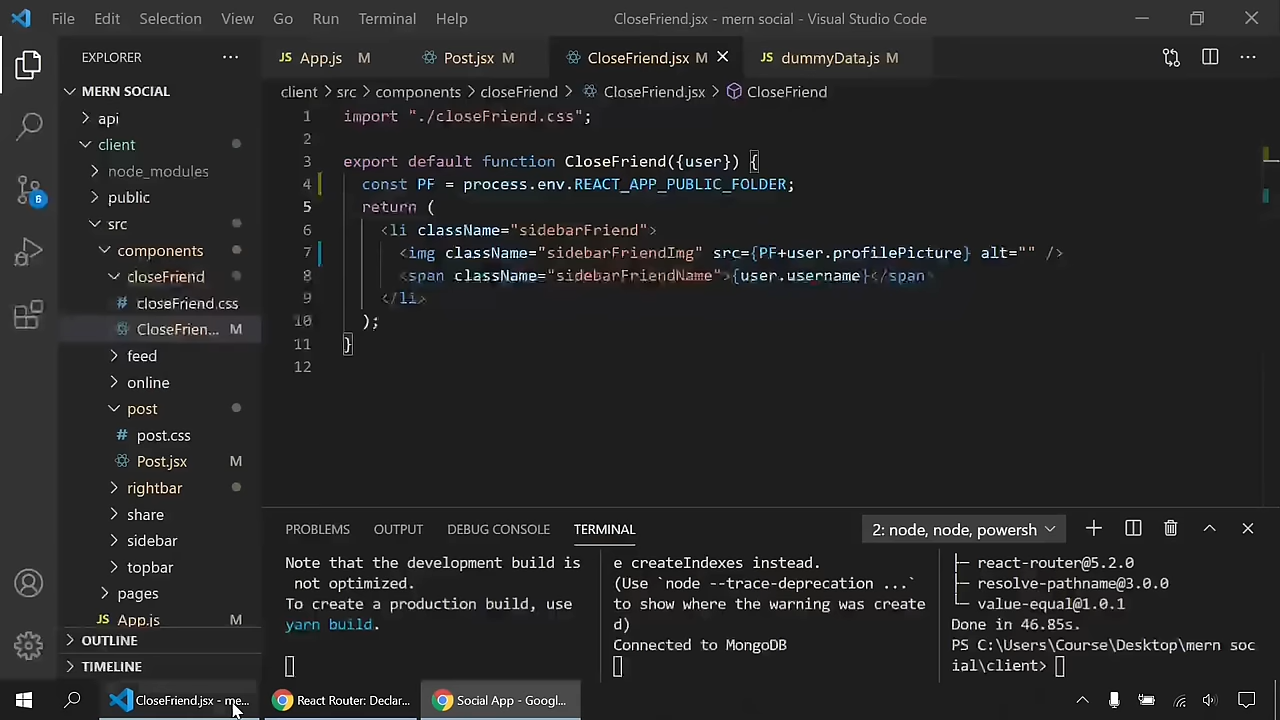 File Edit Selection View Go Run Terminal Help CloseFriend.jsx - mern social - Visual Studio Code
EXPLORER
JS App.js M
Post.jsx M
CloseFriend.jsx M
JS dummyData.js M
client > src > components > closeFriend > CloseFriend.jsx > CloseFriend
MERN SOCIAL
api
client
node_modules
public
src
components
closeFriend
# closeFriend.css
CloseFrien... M
feed
online
post
# post.css
Post.jsx M
rightbar
share
sidebar
topbar
pages
JS App.js M
OUTLINE
TIMELINE
8
1 import "./closeFriend.css";
2
3 export default function CloseFriend({user}) {
4 const PF = process.env.REACT_APP_PUBLIC_FOLDER;
5 return (
6 <li className="sidebarFriend">
7 <img className="sidebarFriendImg" src={PF+user.profilePicture} alt="" />
8 <span className="sidebarFriendName">{user.username}</span>
9 </li>
10 );
11 }
12
PROBLEMS OUTPUT DEBUG CONSOLE TERMINAL 2: node, node, powersh
Note that the development build is
not optimized.
To create a production build, use
yarn build.
e createIndexes instead.
(Use `node --trace-deprecation ...`
to show where the warning was create
d)
Connected to MongoDB
├─ react-router@5.2.0
├─ resolve-pathname@3.0.0
└─ value-equal@1.0.1
Done in 46.85s.
PS C:\Users\Course\Desktop\mern soc
ial\client>
CloseFriend.jsx - me...
React Router: Declar...
Social App - Googl...